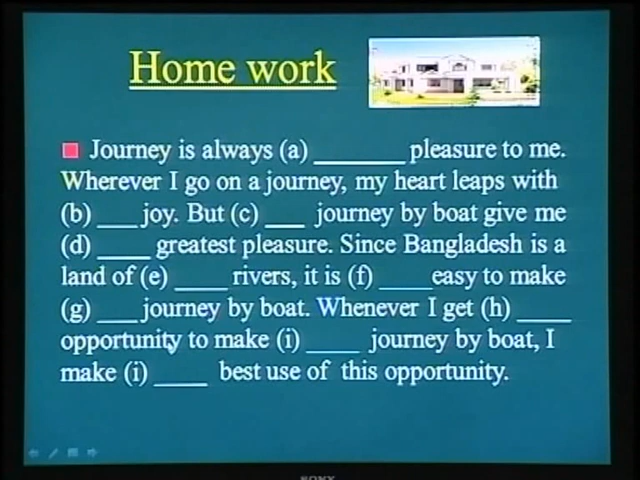 Home work
Journey is always (a) ________ pleasure to me.
Wherever I go on a journey, my heart leaps with
(b) ___ joy. But (c) ___ journey by boat give me
(d) ____ greatest pleasure. Since Bangladesh is a
land of (e) ____ rivers, it is (f) ____easy to make
(g) ___ journey by boat. Whenever I get (h) ____
opportunity to make (i) ____ journey by boat, I
make (i) ____ best use of this opportunity.
SONY